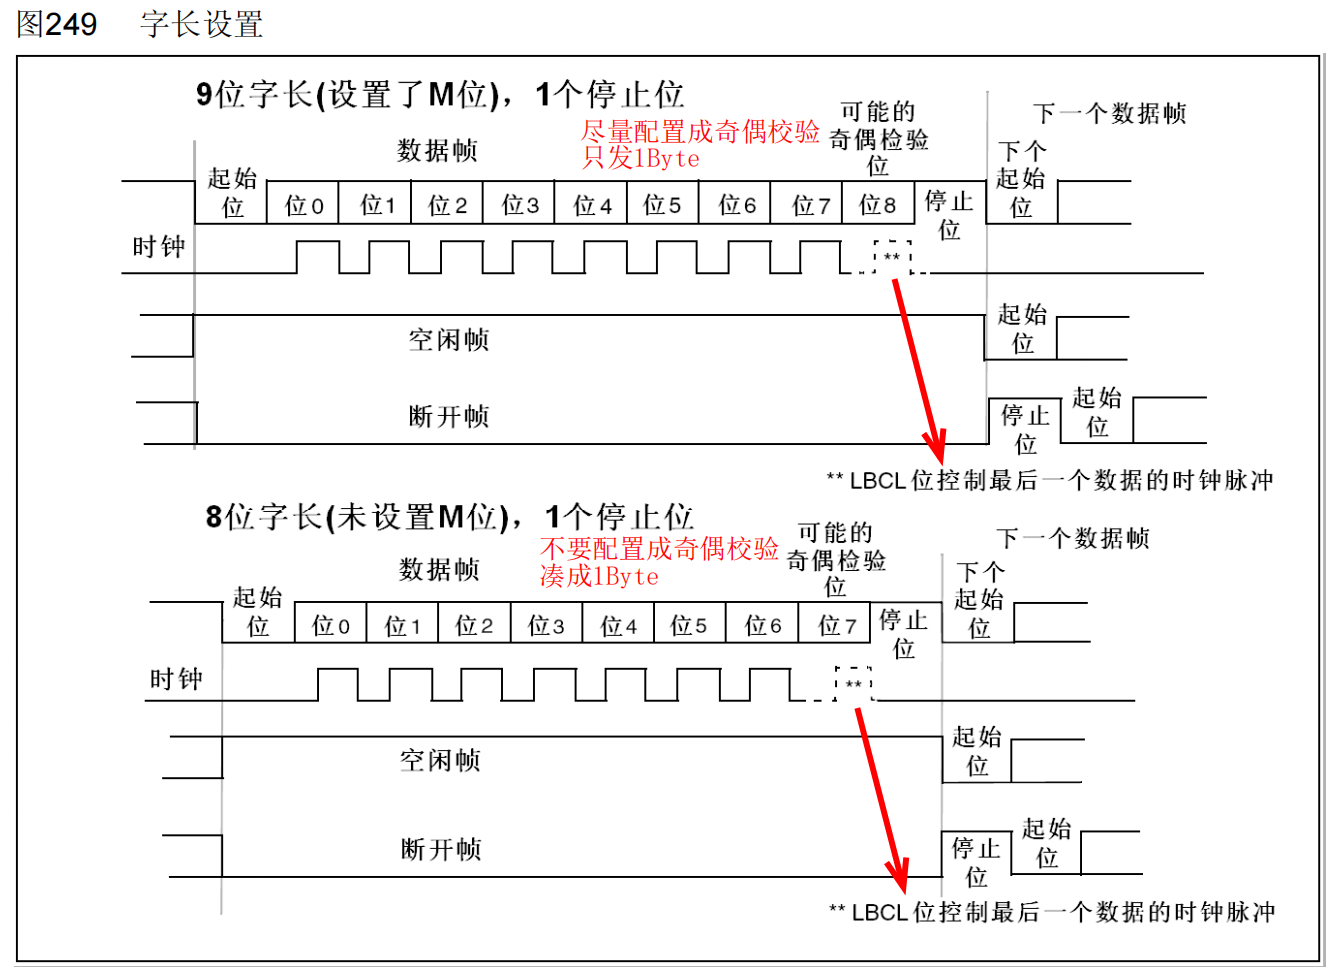 图249 字长设置
9位字长(设置了M位)，1个停止位
尽量配置成奇偶校验
只发1Byte
可能的
奇偶检验
位
下一个数据帧
数据帧
下个
起始
位
起始
位
位0 位1 位2 位3 位4 位5 位6 位7 位8
停止
位
时钟
**
空闲帧
起始
位
断开帧
停止
位
起始
位
** LBCL位控制最后一个数据的时钟脉冲
8位字长(未设置M位)，1个停止位
不要配置成奇偶校验
凑成1Byte
可能的
奇偶检验
位
下一个数据帧
数据帧
下个
起始
位
起始
位
位0 位1 位2 位3 位4 位5 位6 位7
停止
位
时钟
**
空闲帧
起始
位
断开帧
停止
位
起始
位
** LBCL位控制最后一个数据的时钟脉冲